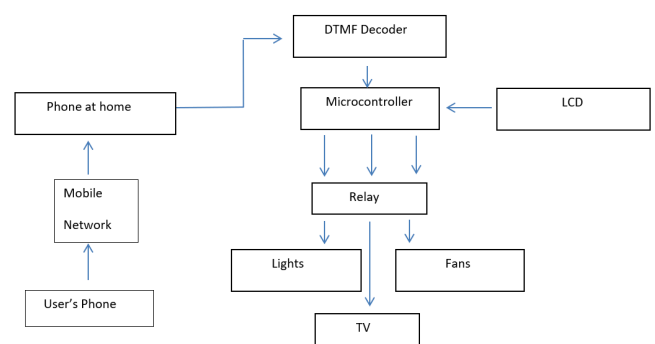 DTMF Decoder
Phone at home
Microcontroller
LCD
Mobile
Network
Relay
Lights
Fans
User's Phone
TV